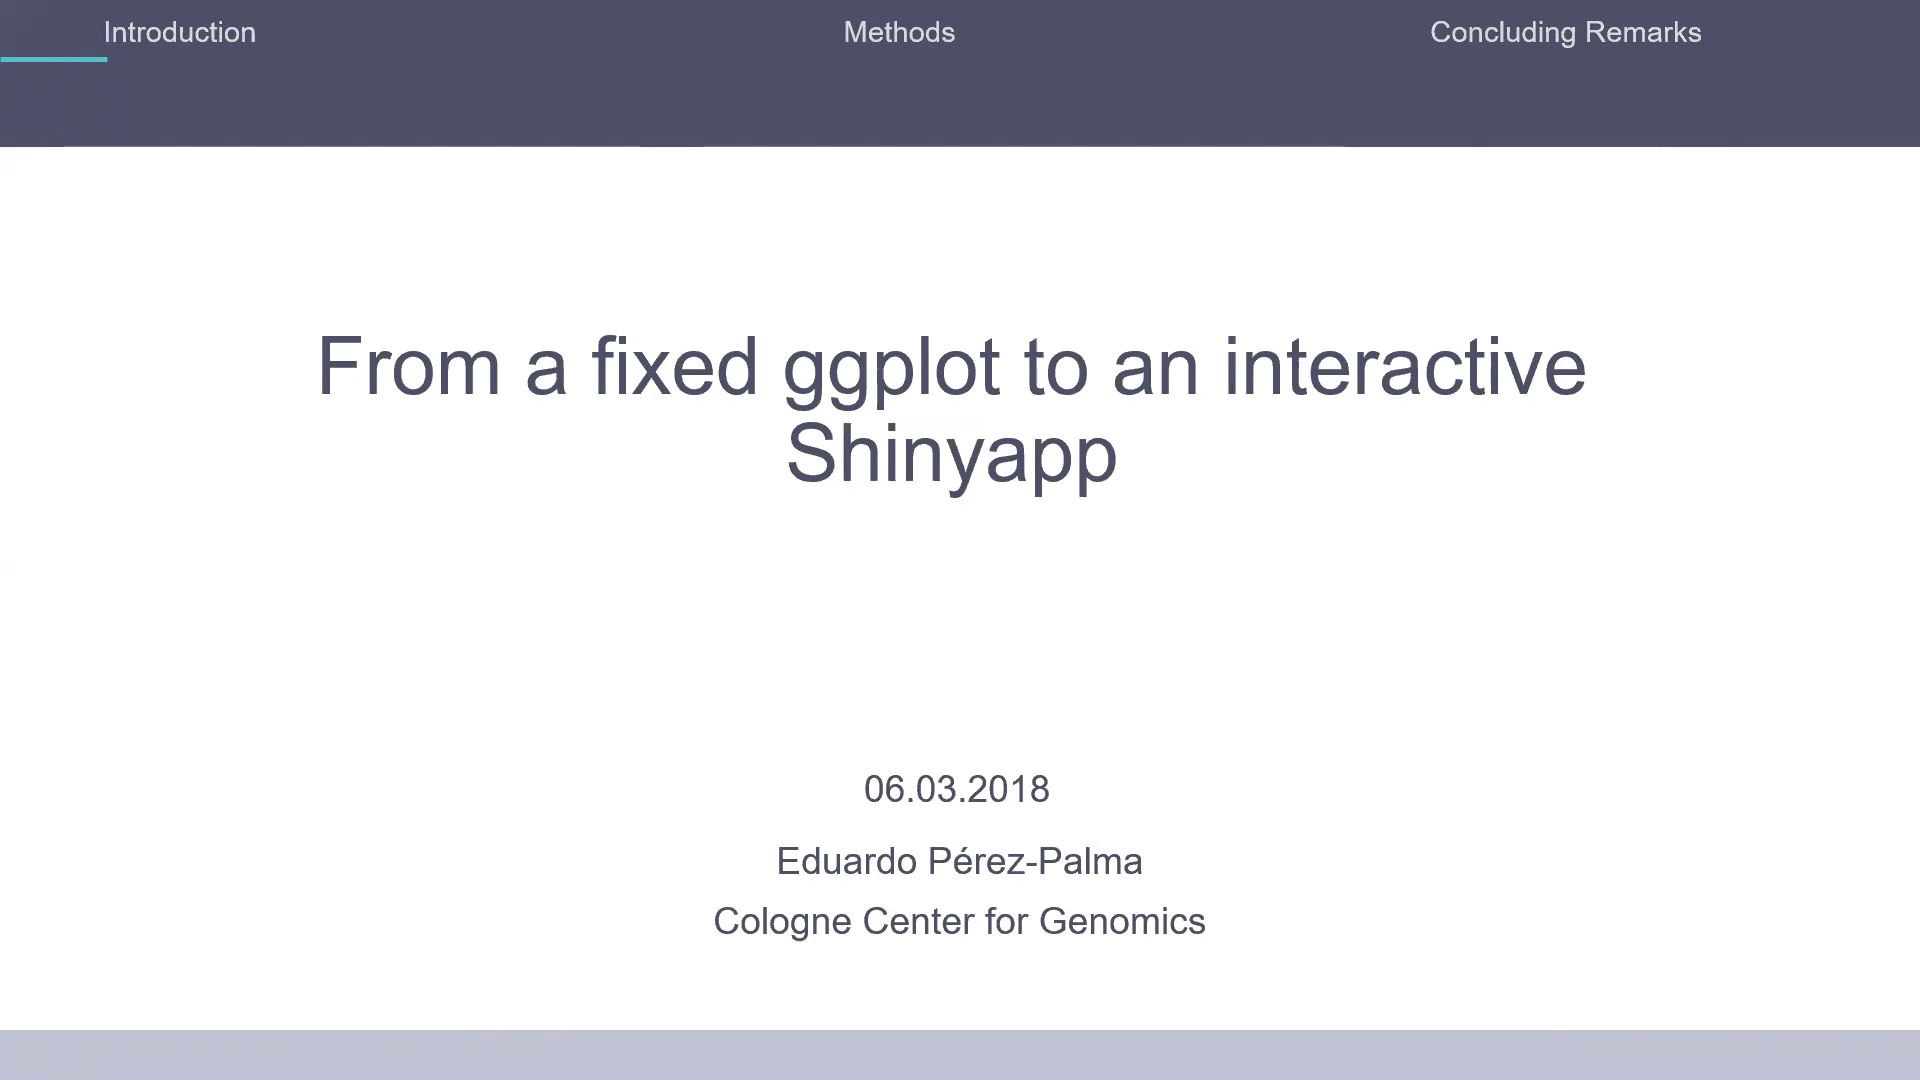 Introduction Methods Concluding Remarks
From a fixed ggplot to an interactive
Shinyapp
06.03.2018
Eduardo Pérez-Palma
Cologne Center for Genomics